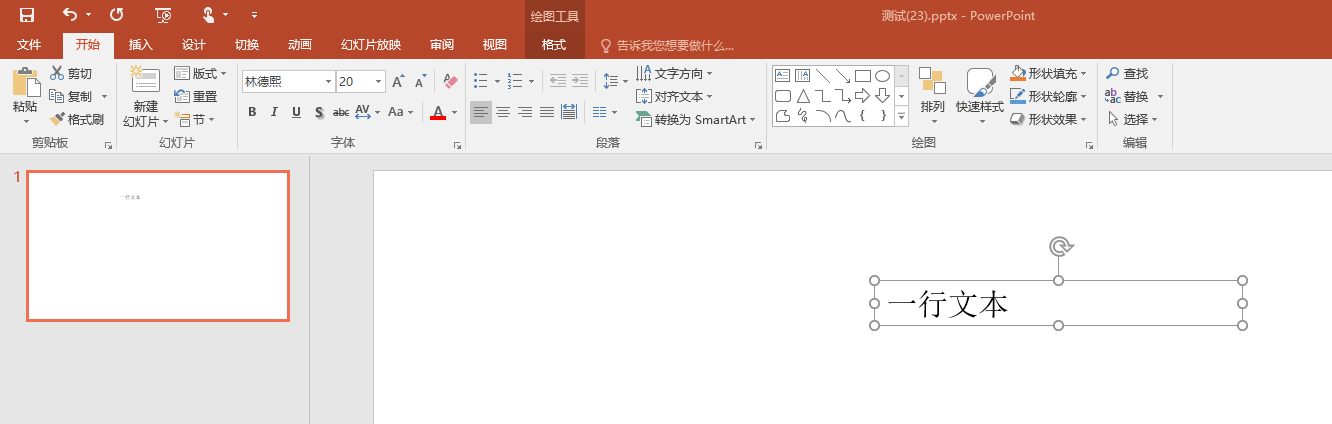 绘图工具
测试(23).pptx - PowerPoint
文件 开始 插入 设计 切换 动画 幻灯片放映 审阅 视图 格式 告诉我您想要做什么...
粘贴
剪切
复制
格式刷
剪贴板
新建
幻灯片
版式
重置
节
幻灯片
林德熙 20 A A
B I U S abc AV Aa A
字体
文字方向
对齐文本
转换为 SmartArt
段落
排列
快速样式
形状填充
形状轮廓
形状效果
绘图
查找
替换
选择
编辑
1
一行文本
一行文本